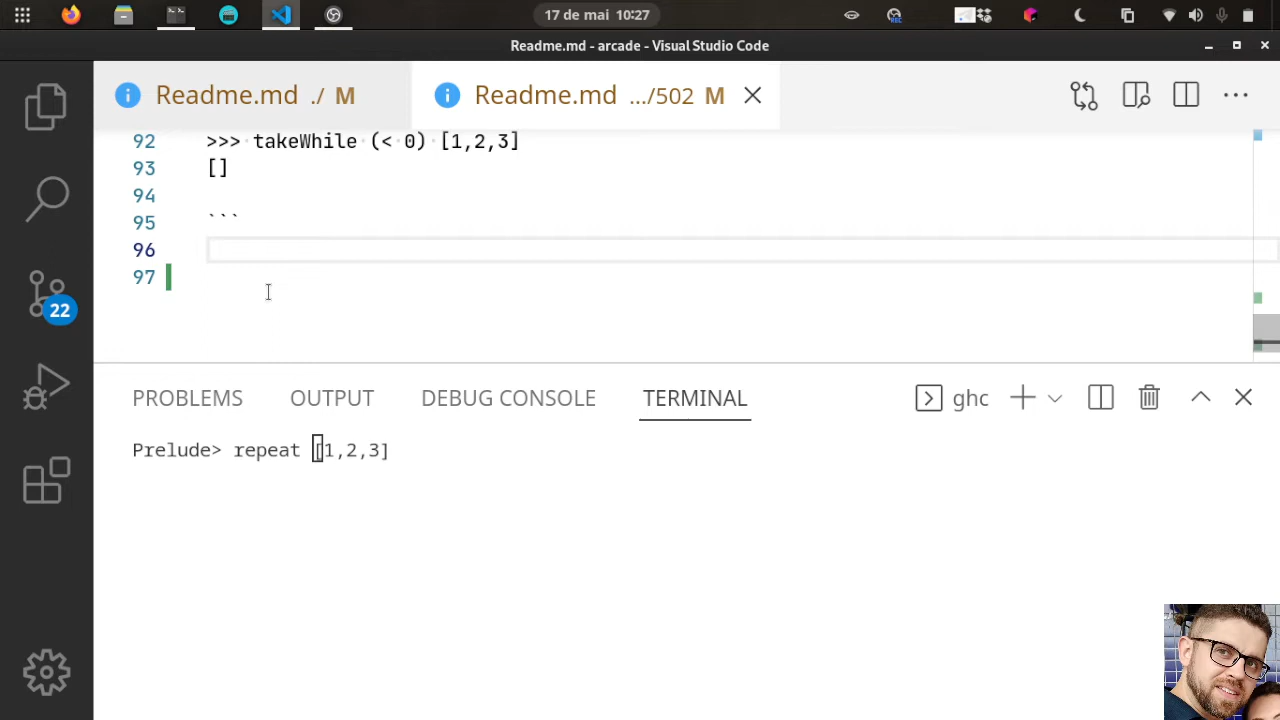 17 de mai 10:27
Readme.md - arcade - Visual Studio Code
Readme.md ./ M
Readme.md .../502 M
92 >>> takeWhile (< 0) [1,2,3]
93 []
94
95 ```
96
97
22
PROBLEMS OUTPUT DEBUG CONSOLE TERMINAL ghc
Prelude> repeat [1,2,3]